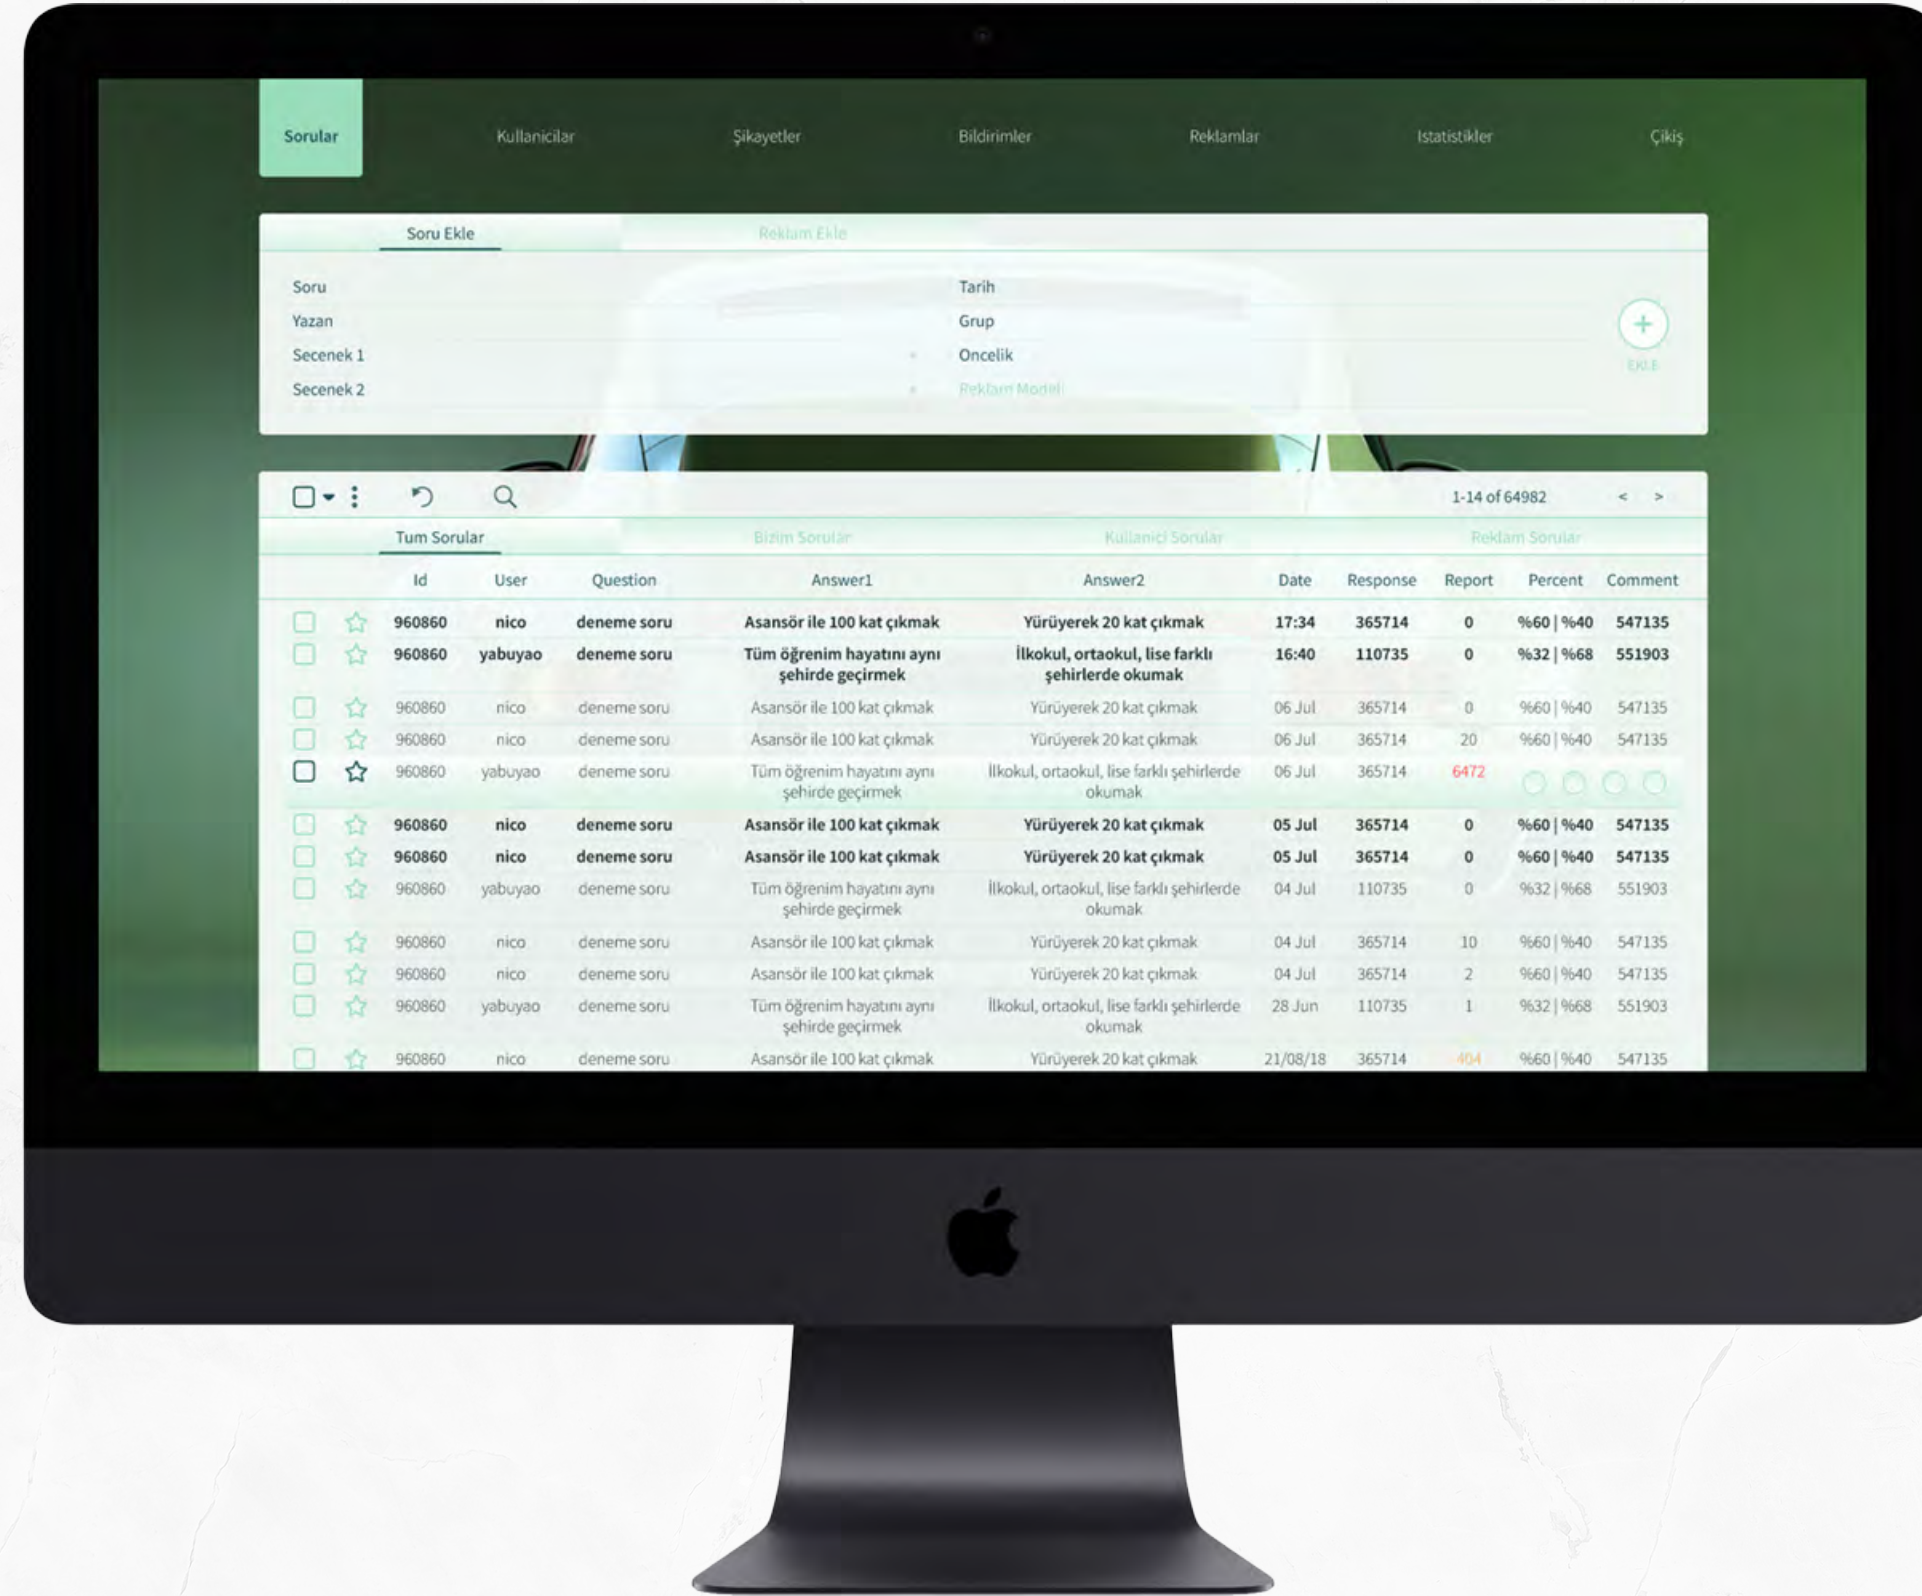 Sorular Kullanicilar Şikayetler Bildirimler Reklamlar Istatistikler Çikiş
Soru Ekle Reklam Ekle
Soru Tarih
Yazan Grup
Secenek 1 Oncelik
Secenek 2 Reklam Modeli
EKLE
1-14 of 64982 < >
Tum Sorular Bizim Sorular Kullanici Sorular Reklam Sorular
Id User Question Answer1 Answer2 Date Response Report Percent Comment
960860 nico deneme soru Asansör ile 100 kat çıkmak Yürüyerek 20 kat çıkmak 17:34 365714 0 %60 | %40 547135
960860 yabuyao deneme soru Tüm öğrenim hayatını aynı İlkokul, ortaokul, lise farklı 16:40 110735 0 %32 | %68 551903
şehirde geçirmek şehirlerde okumak
960860 nico deneme soru Asansör ile 100 kat çıkmak Yürüyerek 20 kat çıkmak 06 Jul 365714 0 %60 | %40 547135
960860 nico deneme soru Asansör ile 100 kat çıkmak Yürüyerek 20 kat çıkmak 06 Jul 365714 20 %60 | %40 547135
960860 yabuyao deneme soru Tüm öğrenim hayatını aynı İlkokul, ortaokul, lise farklı şehirlerde 06 Jul 365714 6472
şehirde geçirmek okumak
960860 nico deneme soru Asansör ile 100 kat çıkmak Yürüyerek 20 kat çıkmak 05 Jul 365714 0 %60 | %40 547135
960860 nico deneme soru Asansör ile 100 kat çıkmak Yürüyerek 20 kat çıkmak 05 Jul 365714 0 %60 | %40 547135
960860 yabuyao deneme soru Tüm öğrenim hayatını aynı İlkokul, ortaokul, lise farklı şehirlerde 04 Jul 110735 0 %32 | %68 551903
şehirde geçirmek okumak
960860 nico deneme soru Asansör ile 100 kat çıkmak Yürüyerek 20 kat çıkmak 04 Jul 365714 10 %60 | %40 547135
960860 nico deneme soru Asansör ile 100 kat çıkmak Yürüyerek 20 kat çıkmak 04 Jul 365714 2 %60 | %40 547135
960860 yabuyao deneme soru Tüm öğrenim hayatını aynı İlkokul, ortaokul, lise farklı şehirlerde 28 Jun 110735 1 %32 | %68 551903
şehirde geçirmek okumak
960860 nico deneme soru Asansör ile 100 kat çıkmak Yürüyerek 20 kat çıkmak 21/08/18 365714 404 %60 | %40 547135